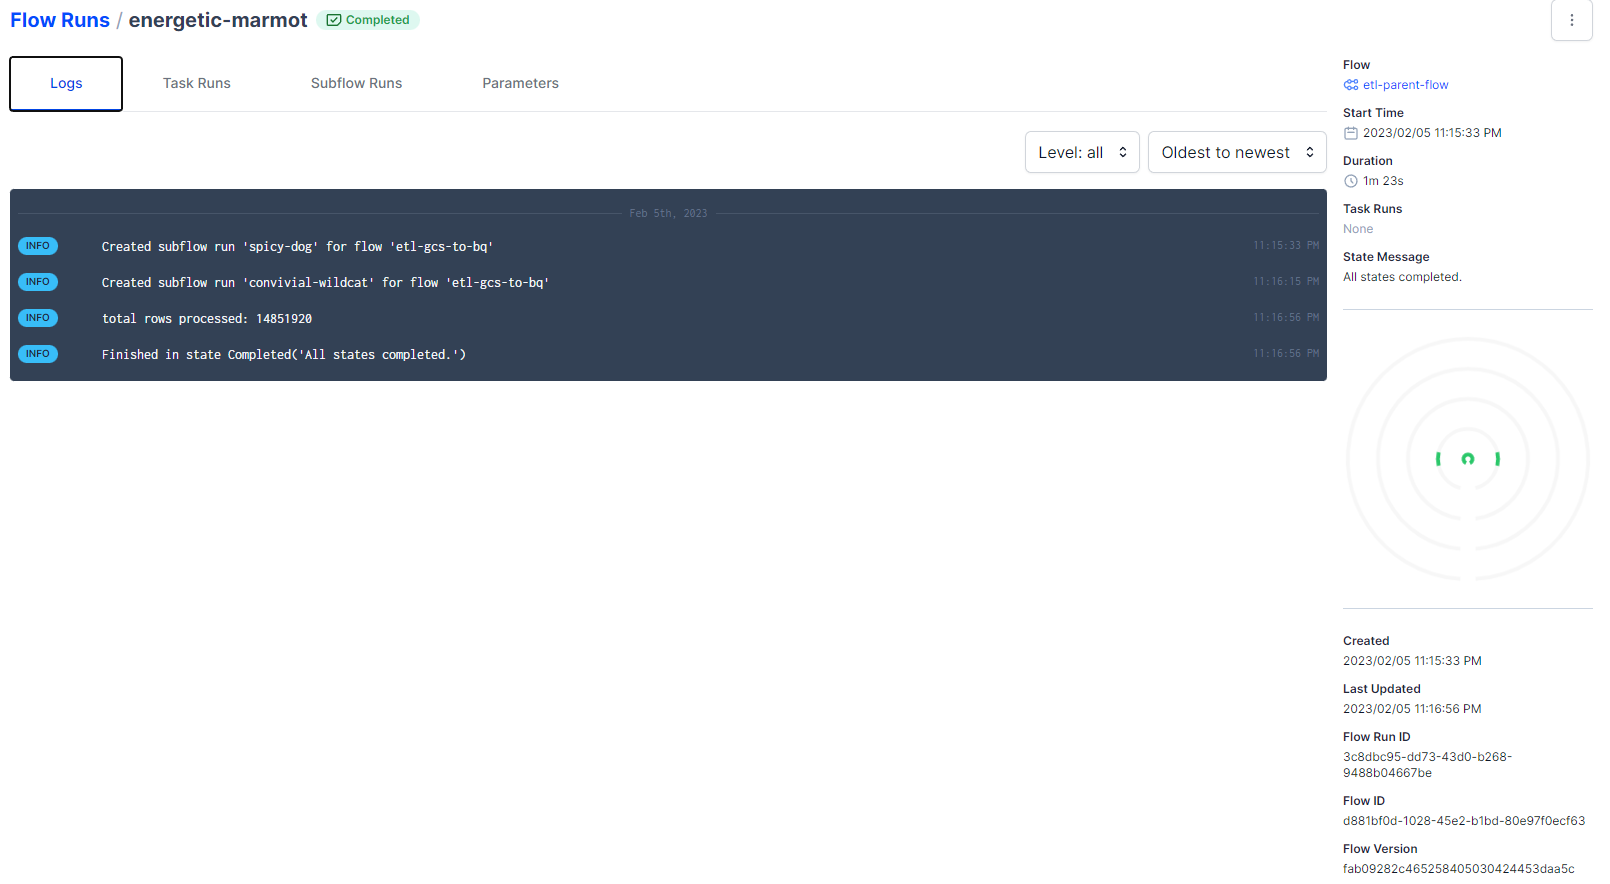 Flow Runs / energetic-marmot Completed
Logs Task Runs Subflow Runs Parameters
Level: all Oldest to newest
Feb 5th, 2023
INFO Created subflow run 'spicy-dog' for flow 'etl-gcs-to-bq' 11:15:33 PM
INFO Created subflow run 'convivial-wildcat' for flow 'etl-gcs-to-bq' 11:16:15 PM
INFO total rows processed: 14851920 11:16:56 PM
INFO Finished in state Completed('All states completed.') 11:16:56 PM
Flow
etl-parent-flow
Start Time
2023/02/05 11:15:33 PM
Duration
1m 23s
Task Runs
None
State Message
All states completed.
Created
2023/02/05 11:15:33 PM
Last Updated
2023/02/05 11:16:56 PM
Flow Run ID
3c8dbc95-dd73-43d0-b268-
9488b04667be
Flow ID
d881bf0d-1028-45e2-b1bd-80e97f0ecf63
Flow Version
fab09282c465258405030424453daa5c